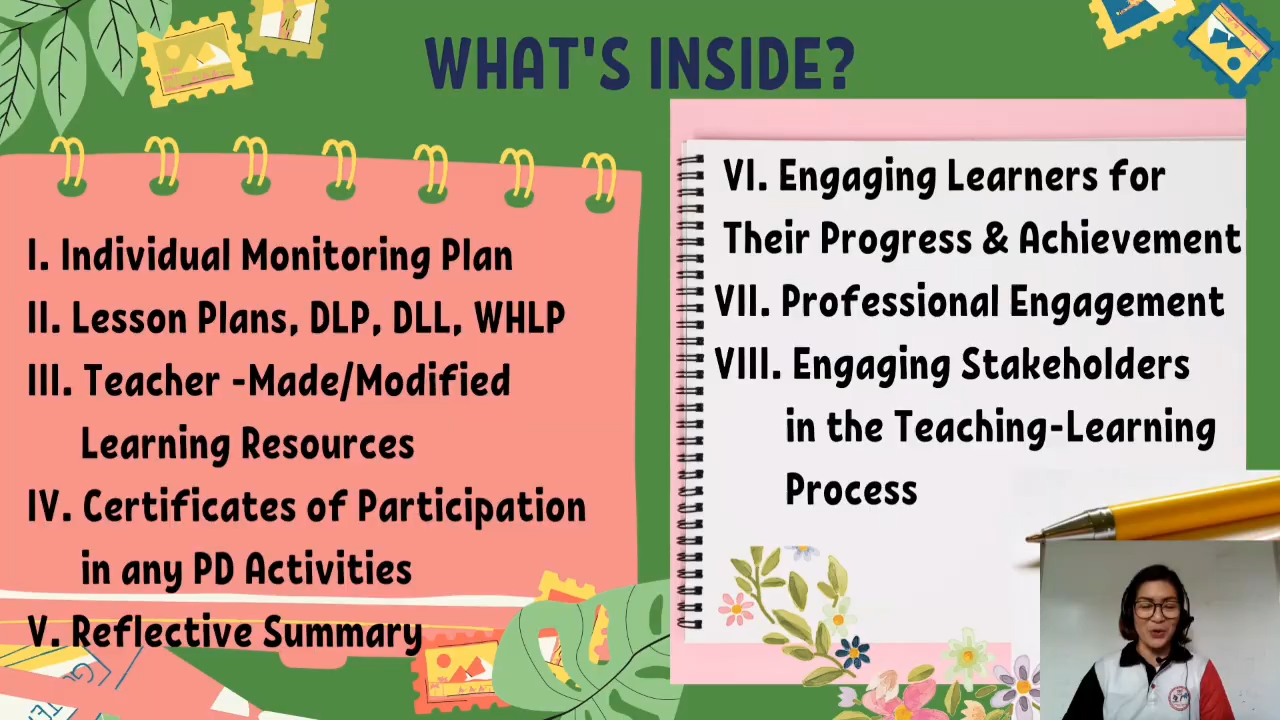 WHAT'S INSIDE?
I. Individual Monitoring Plan
II. Lesson Plans, DLP, DLL, WHLP
III. Teacher -Made/Modified
Learning Resources
IV. Certificates of Participation
in any PD Activities
V. Reflective Summary
VI. Engaging Learners for
Their Progress & Achievement
VII. Professional Engagement
VIII. Engaging Stakeholders
in the Teaching-Learning
Process